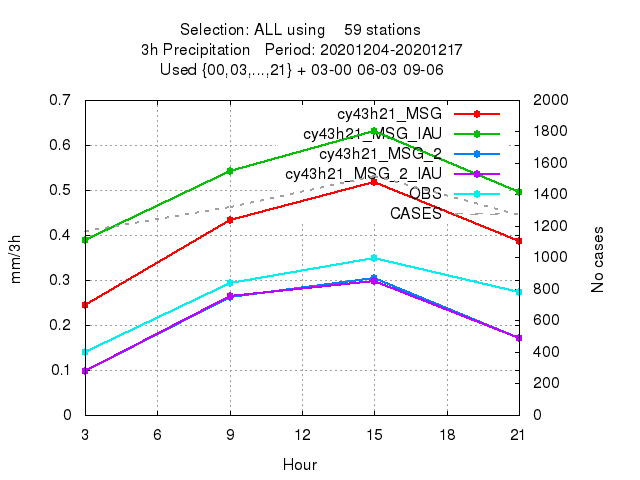 Selection: ALL using 59 stations
3h Precipitation Period: 20201204-20201217
Used {00,03,...,21} + 03-00 06-03 09-06
0.7
0.6
0.5
0.4
0.3
0.2
0.1
0
mm/3h
2000
1800
1600
1400
1200
1000
800
600
400
200
0
No cases
cy43h21_MSG
cy43h21_MSG_IAU
cy43h21_MSG_2
cy43h21_MSG_2_IAU
OBS
CASES
3 6 9 12 15 18 21
Hour